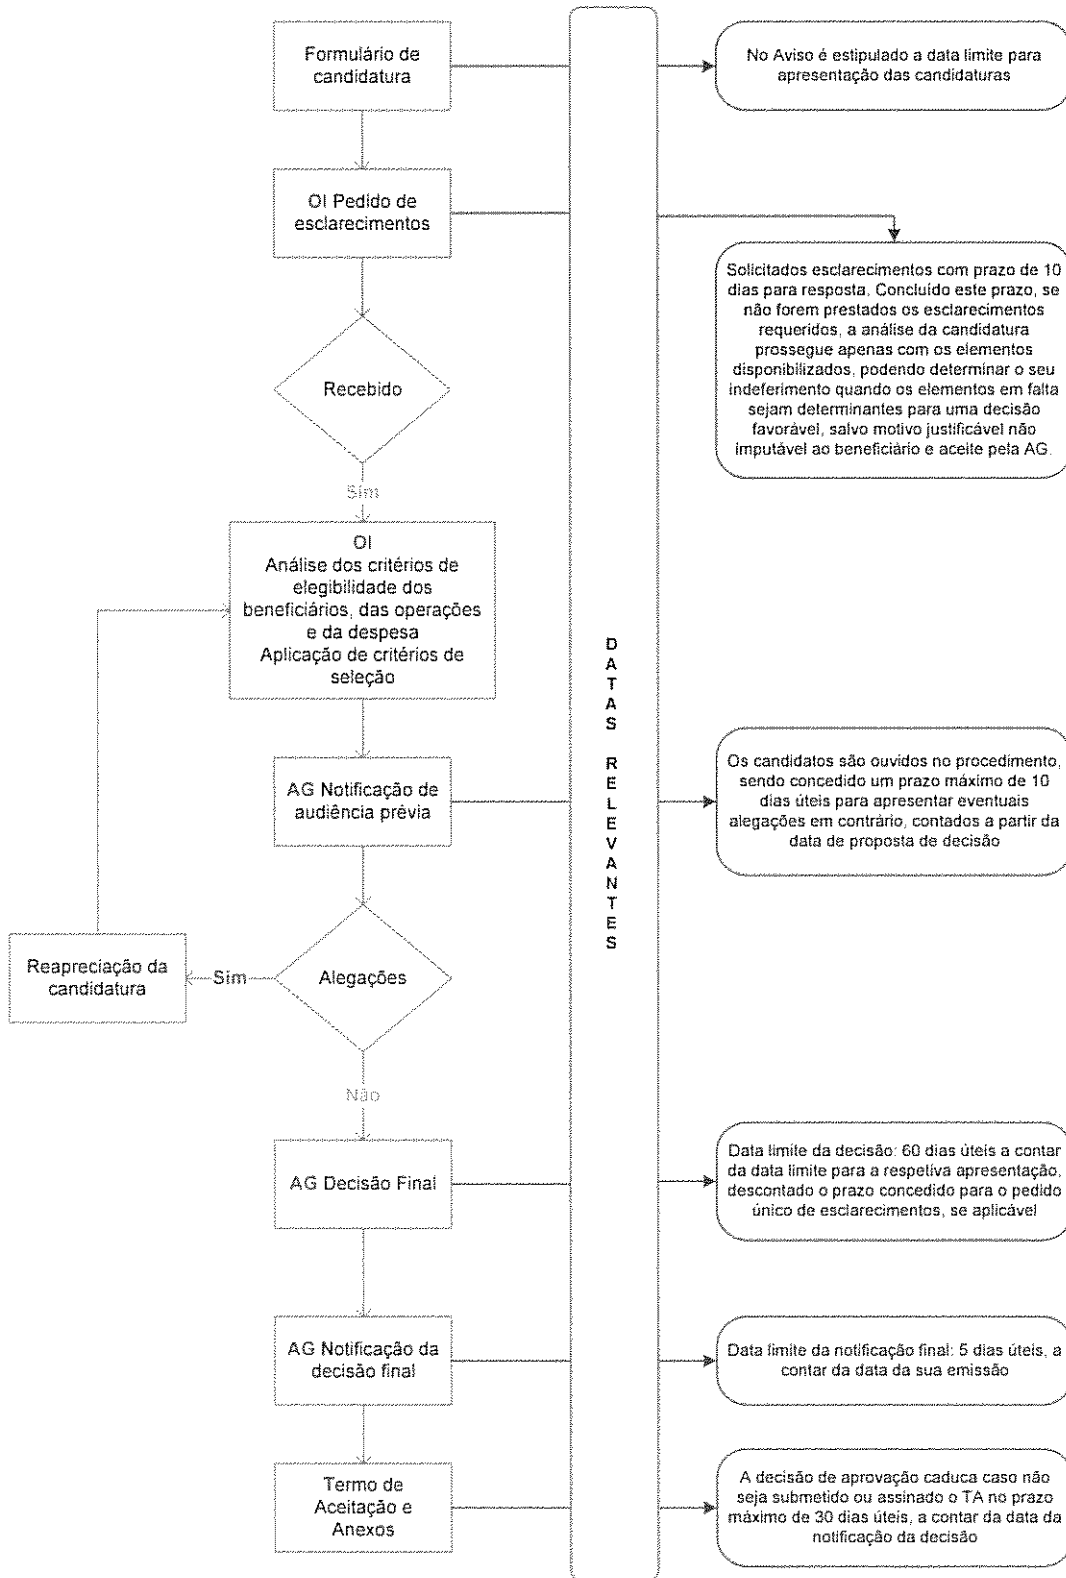 Formulário de
candidatura
No Aviso é estipulado a data limite para
apresentação das candidaturas
OI Pedido de
esclarecimentos
Solicitados esclarecimentos com prazo de 10
dias para resposta. Concluído este prazo, se
não forem prestados os esclarecimentos
requeridos, a análise da candidatura
prossegue apenas com os elementos
disponibilizados, podendo determinar o seu
indeferimento quando os elementos em falta
sejam determinantes para uma decisão
favorável, salvo motivo justificável não
imputável ao beneficiário e aceite pela AG.
Recebido
Sim
OI
Análise dos critérios de
elegibilidade dos
beneficiários, das operações
e da despesa
Aplicação de critérios de
seleção
DATAS RELEVANTES
AG Notificação de
audiência prévia
Os candidatos são ouvidos no procedimento,
sendo concedido um prazo máximo de 10
dias úteis para apresentar eventuais
alegações em contrário, contados a partir da
data de proposta de decisão
Reapreciação da
candidatura
Sim
Alegações
Não
AG Decisão Final
Data limite da decisão: 60 dias úteis a contar
da data limite para a respetiva apresentação,
descontado o prazo concedido para o pedido
único de esclarecimentos, se aplicável
AG Notificação da
decisão final
Data limite da notificação final: 5 dias úteis, a
contar da data da sua emissão
Termo de
Aceitação e
Anexos
A decisão de aprovação caduca caso não
seja submetido ou assinado o TA no prazo
máximo de 30 dias úteis, a contar da data da
notificação da decisão